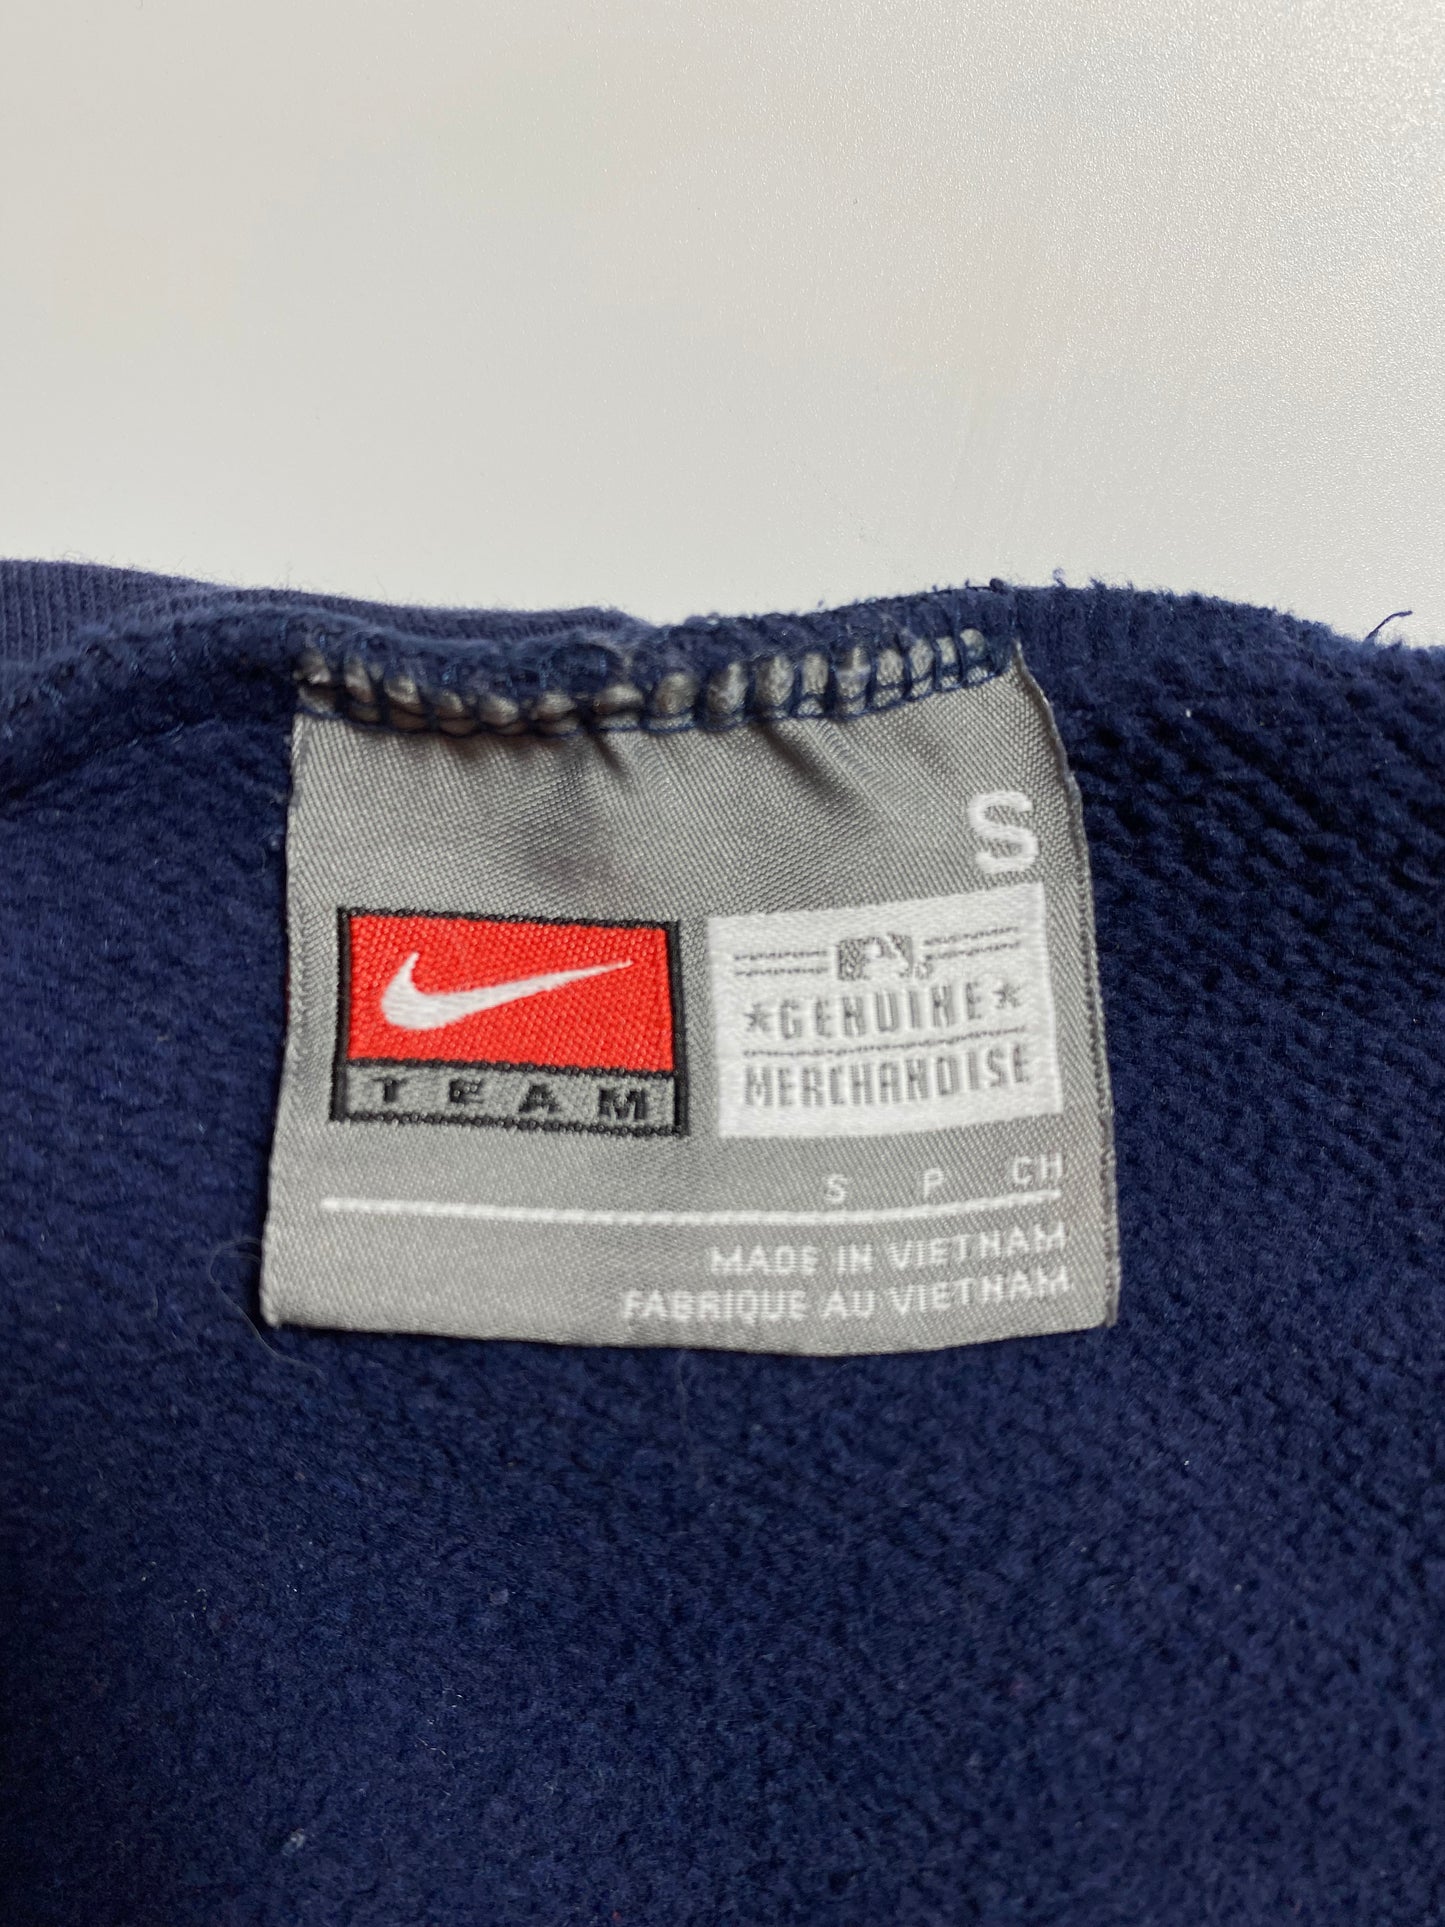 S
TEAM
★GENUINE★
MERCHANDISE
S P CH
MADE IN VIETNAM
FABRIQUE AU VIETNAM